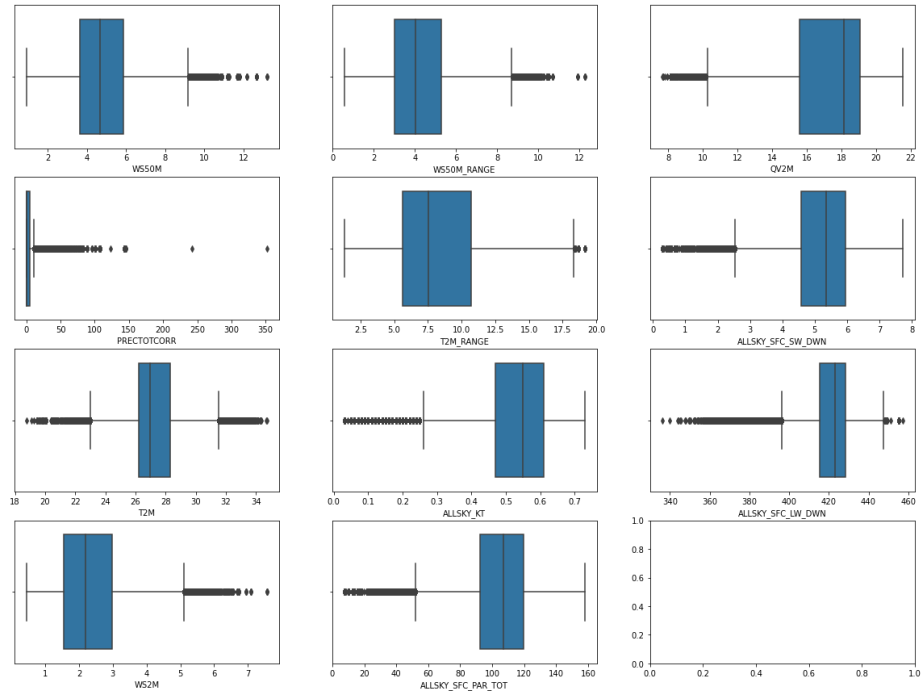 2 4 6 8 10 12
WS50M
0 2 4 6 8 10 12
WS50M_RANGE
8 10 12 14 16 18 20 22
QV2M
0 50 100 150 200 250 300 350
PRECTOTCORR
2.5 5.0 7.5 10.0 12.5 15.0 17.5 20.0
T2M_RANGE
0 1 2 3 4 5 6 7 8
ALLSKY_SFC_SW_DWN
18 20 22 24 26 28 30 32 34
T2M
0.0 0.1 0.2 0.3 0.4 0.5 0.6 0.7
ALLSKY_KT
340 360 380 400 420 440 460
ALLSKY_SFC_LW_DWN
1 2 3 4 5 6 7
WS2M
0 20 40 60 80 100 120 140 160
ALLSKY_SFC_PAR_TOT
1.0
0.8
0.6
0.4
0.2
0.0
0.0 0.2 0.4 0.6 0.8 1.0